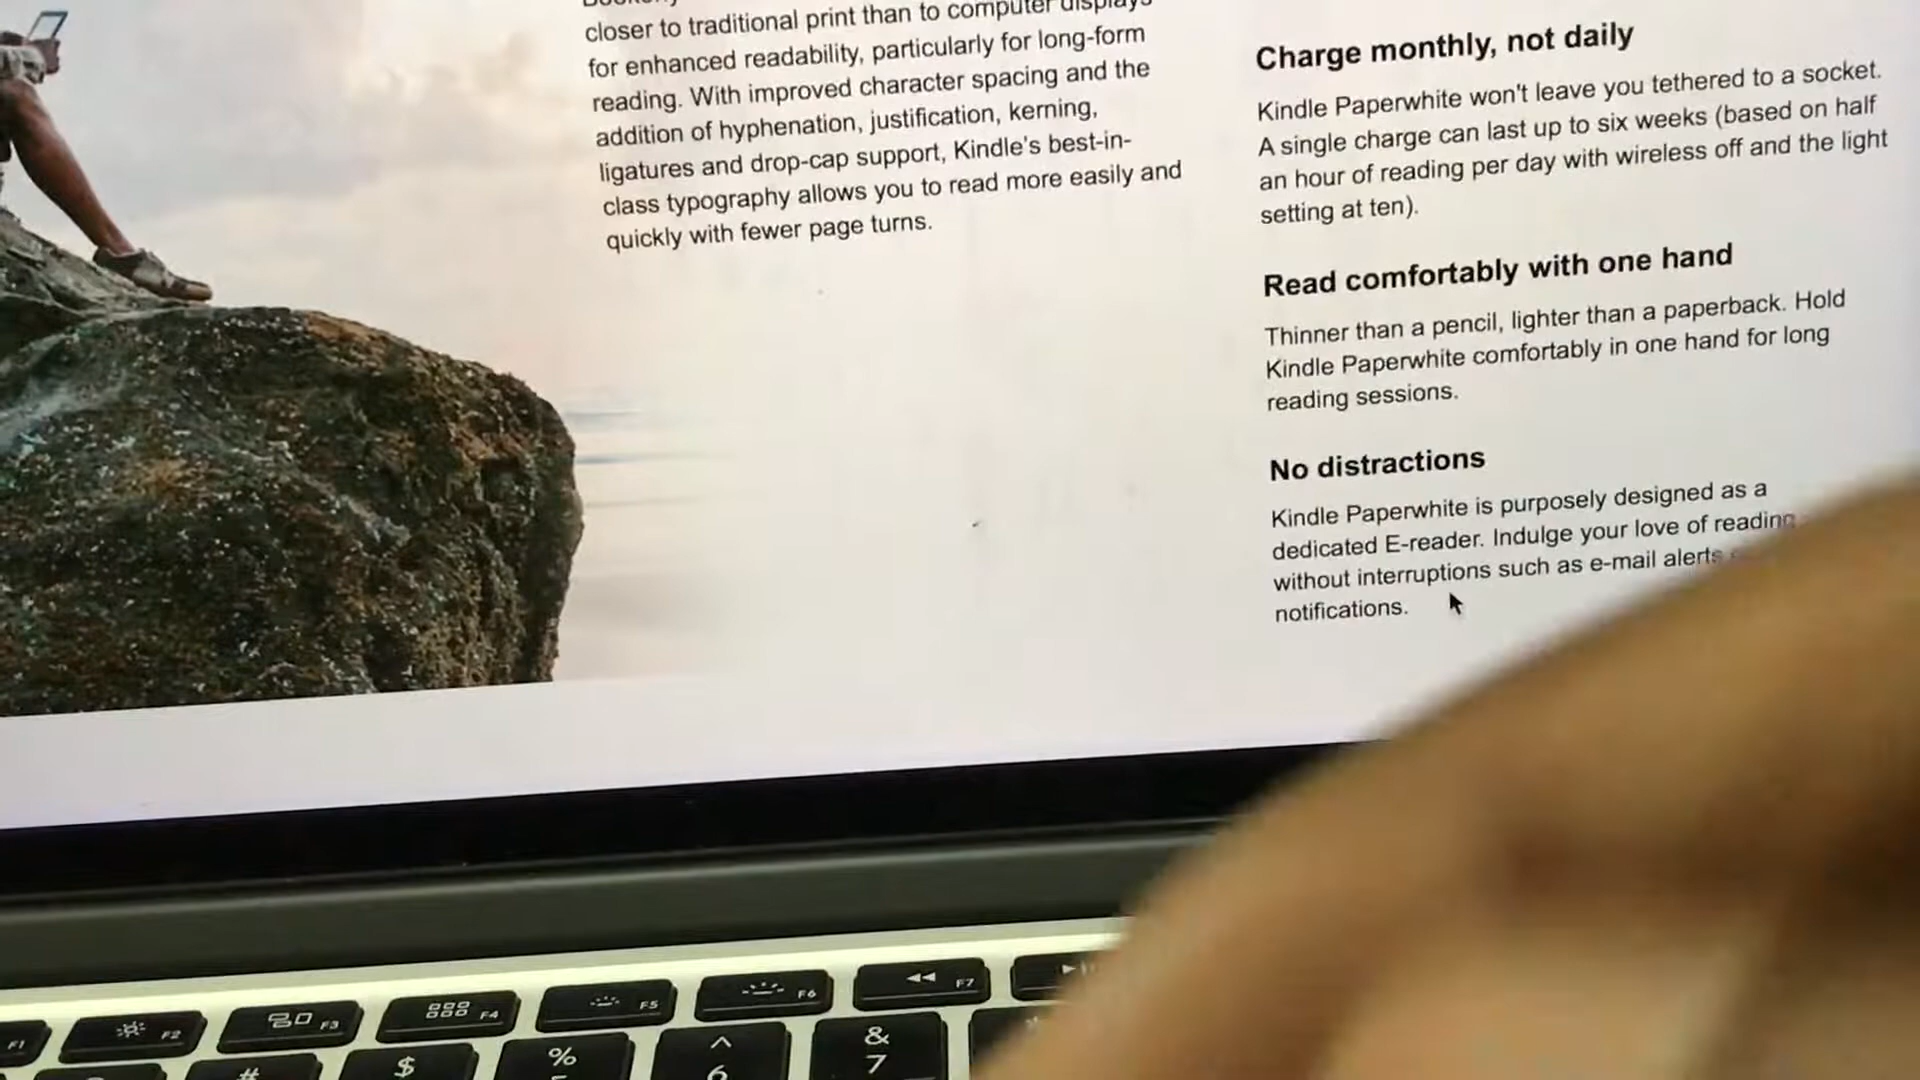 closer to traditional print than to computer displays
for enhanced readability, particularly for long-form
reading. With improved character spacing and the
addition of hyphenation, justification, kerning,
ligatures and drop-cap support, Kindle's best-in-
class typography allows you to read more easily and
quickly with fewer page turns.
Charge monthly, not daily
Kindle Paperwhite won't leave you tethered to a socket.
A single charge can last up to six weeks (based on half
an hour of reading per day with wireless off and the light
setting at ten).
Read comfortably with one hand
Thinner than a pencil, lighter than a paperback. Hold
Kindle Paperwhite comfortably in one hand for long
reading sessions.
No distractions
Kindle Paperwhite is purposely designed as a
dedicated E-reader. Indulge your love of reading
without interruptions such as e-mail alerts
notifications.
F1 F2 F3 F4 F5 F6 F7
# $ % ^ & 
6 7